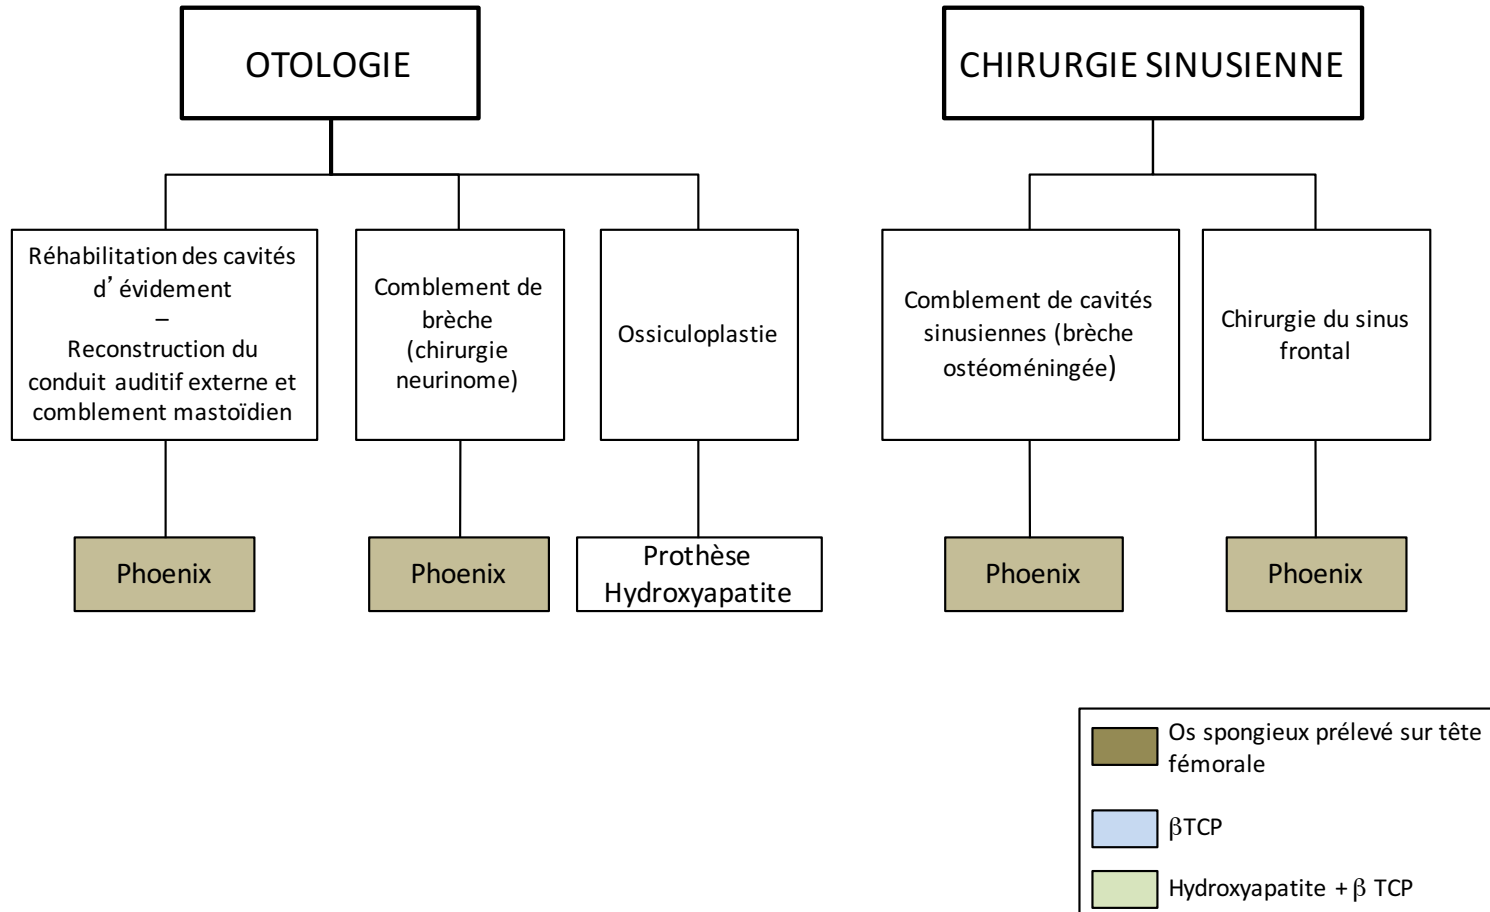 OTOLOGIE
CHIRURGIE SINUSIENNE
Réhabilitation des cavités
d’ évidement
–
Reconstruction du
conduit auditif externe et
comblement mastoïdien
Comblement de
brèche
(chirurgie
neurinome)
Ossiculoplastie
Comblement de cavités
sinusiennes (brèche
ostéoméningée)
Chirurgie du sinus
frontal
Phoenix
Phoenix
Prothèse
Hydroxyapatite
Phoenix
Phoenix
Os spongieux prélevé sur tête
fémorale
βTCP
Hydroxyapatite + β TCP